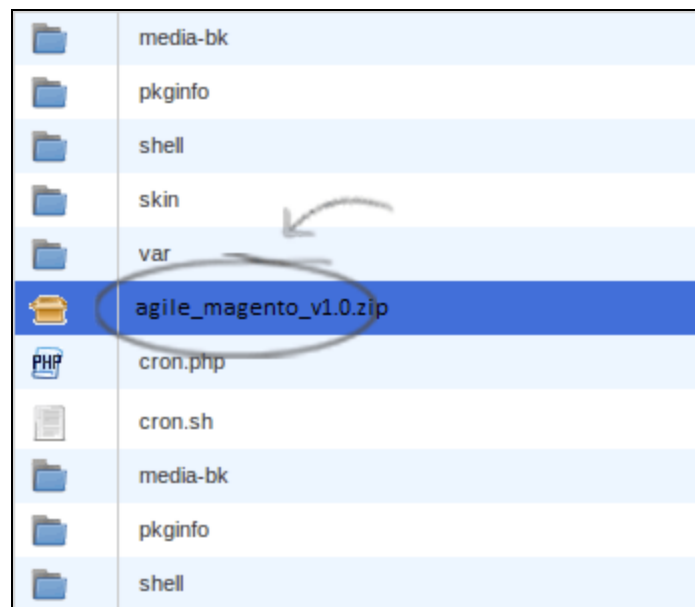 media-bk
pkginfo
shell
skin
var
agile_magento_v1.0.zip
PHP cron.php
cron.sh
media-bk
pkginfo
shell